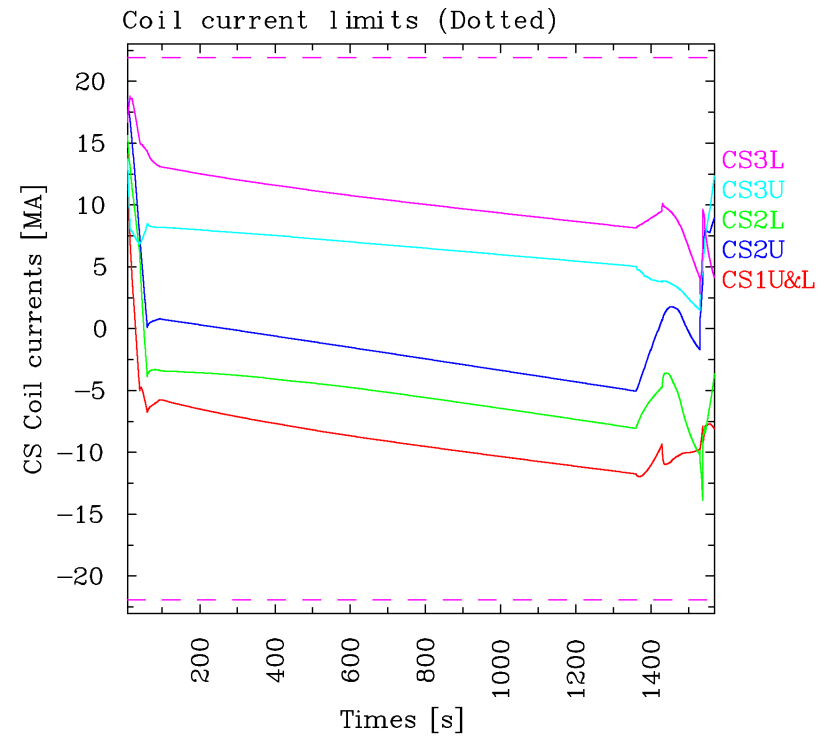 Coil current limits (Dotted)
20
15
10
5
0
−5
−10
−15
−20
CS Coil currents [MA]
CS3L
CS3U
CS2L
CS2U
CS1U&L
200
400
600
800
1000
1200
1400
Times [s]